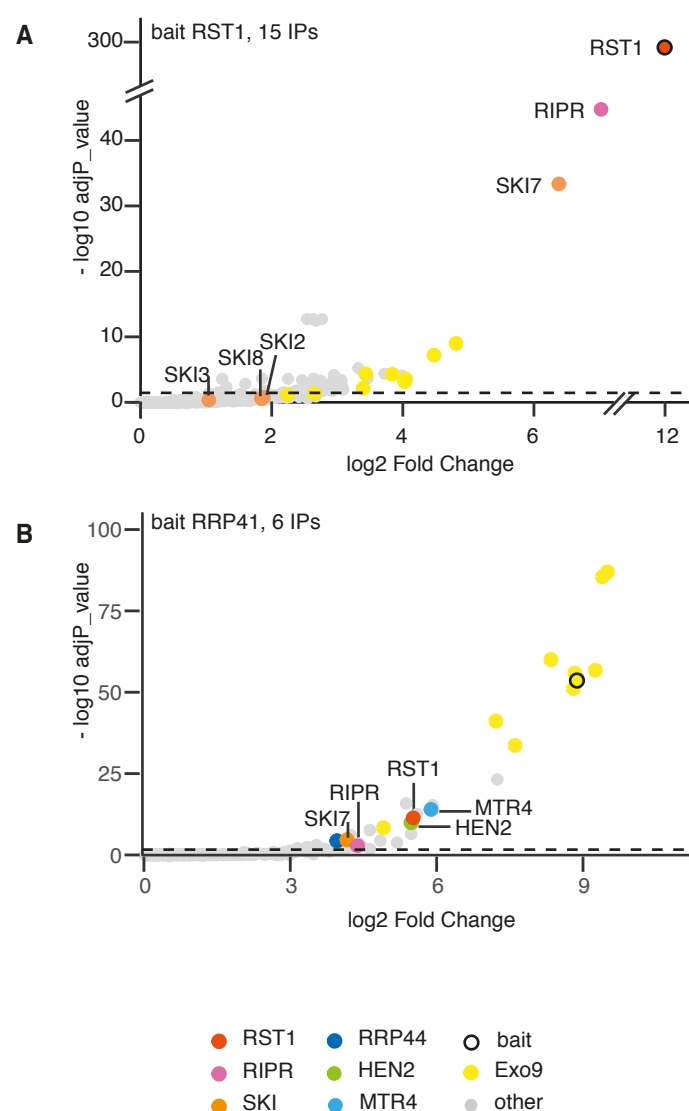 A
bait RST1, 15 IPs
300
RST1
RIPR
40
- log10 adjP_value
SKI7
30
20
10
SKI2
SKI8
SKI3
0
0 2 4 6 12
log2 Fold Change
B
bait RRP41, 6 IPs
100
- log10 adjP_value
75
50
25
RST1
RIPR
MTR4
SKI7
HEN2
0
0 3 6 9
log2 Fold Change
RST1 RRP44 bait
RIPR HEN2 Exo9
SKI MTR4 other